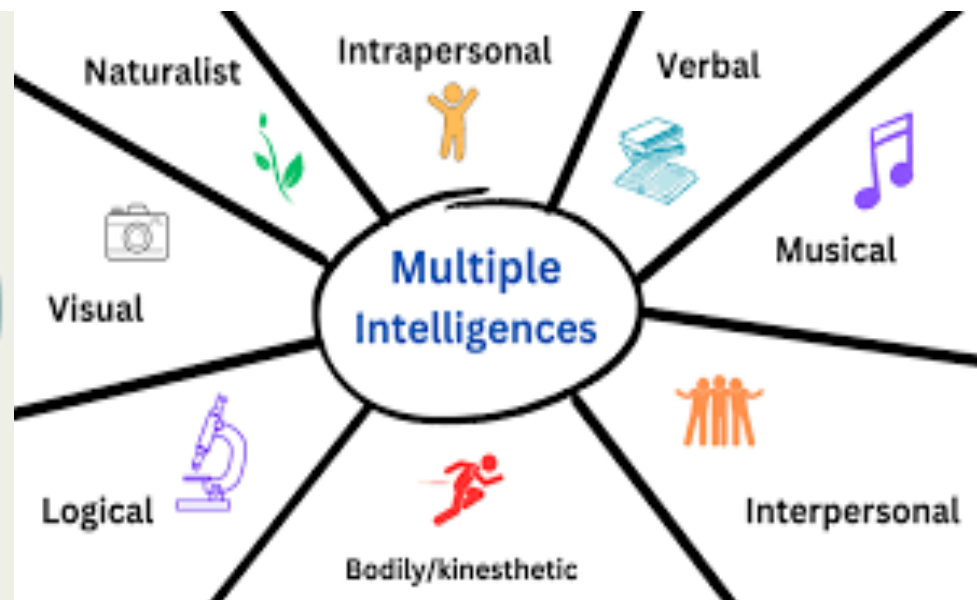 Intrapersonal
Verbal
Naturalist
Musical
Multiple
Intelligences
Visual
Logical
Interpersonal
Bodily/kinesthetic